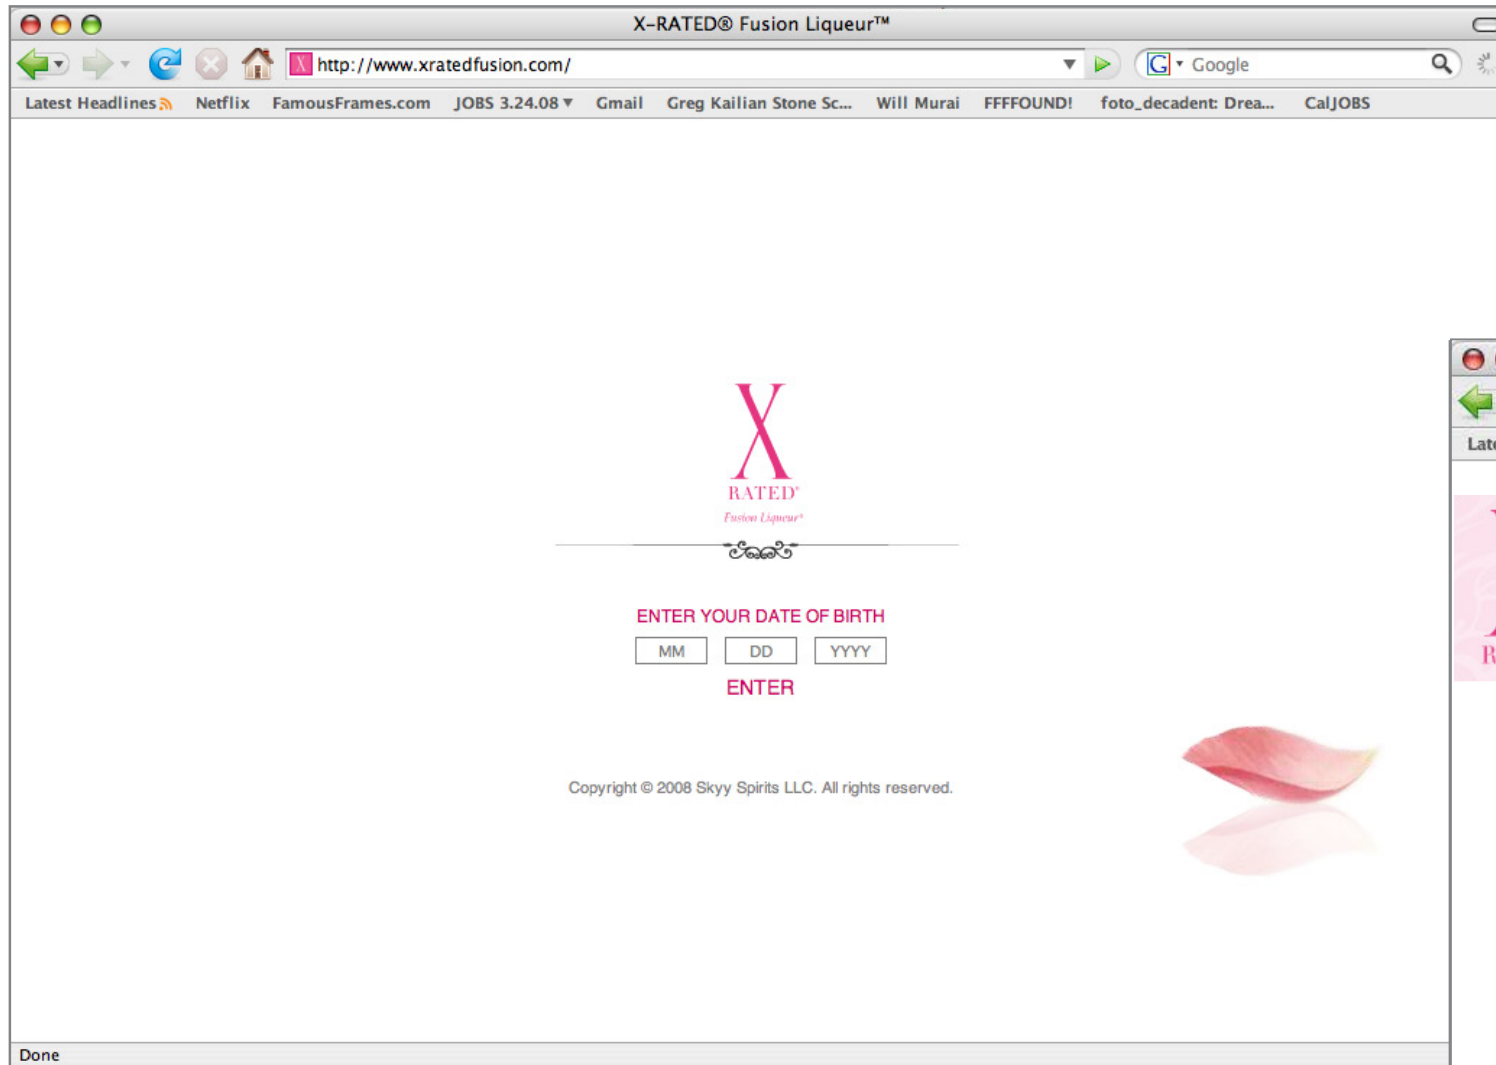 X-RATED® Fusion Liqueur™
X http://www.xratedfusion.com/ G Google
Latest Headlines Netflix FamousFrames.com JOBS 3.24.08 Gmail Greg Kailian Stone Sc... Will Murai FFFFOUND! foto_decadent: Drea... CalJOBS
X
RATED®
Fusion Liqueur®
Late
R
ENTER YOUR DATE OF BIRTH
MM DD YYYY
ENTER
Copyright © 2008 Skyy Spirits LLC. All rights reserved.
Done